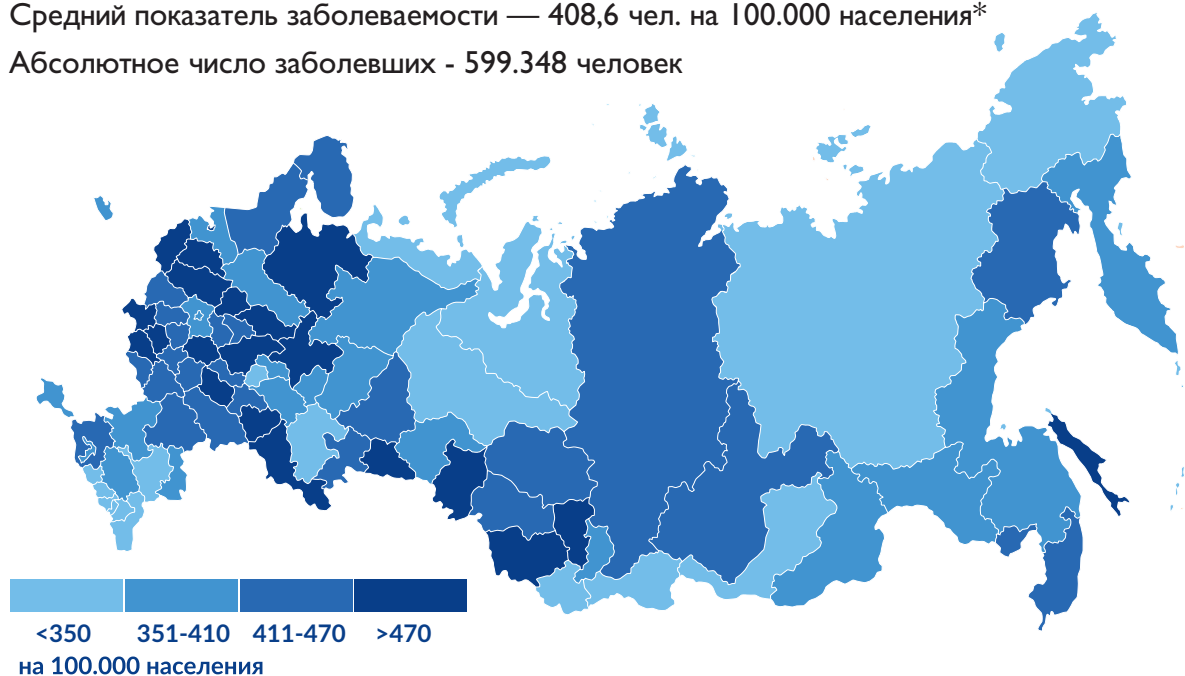 Средний показатель заболеваемости — 408,6 чел. на 100.000 населения*
Абсолютное число заболевших - 599.348 человек
<350 351-410 411-470 >470
на 100.000 населения